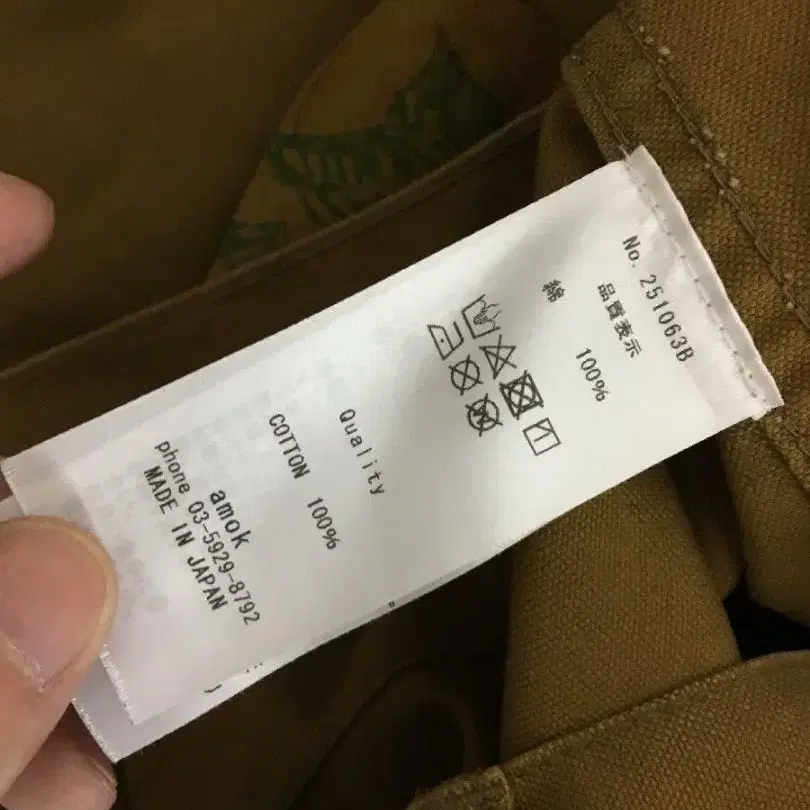 No. 251063B
品質表示
綿 100%
Quality
COTTON 100%
amok
phone 03-5929-8792
MADE IN JAPAN